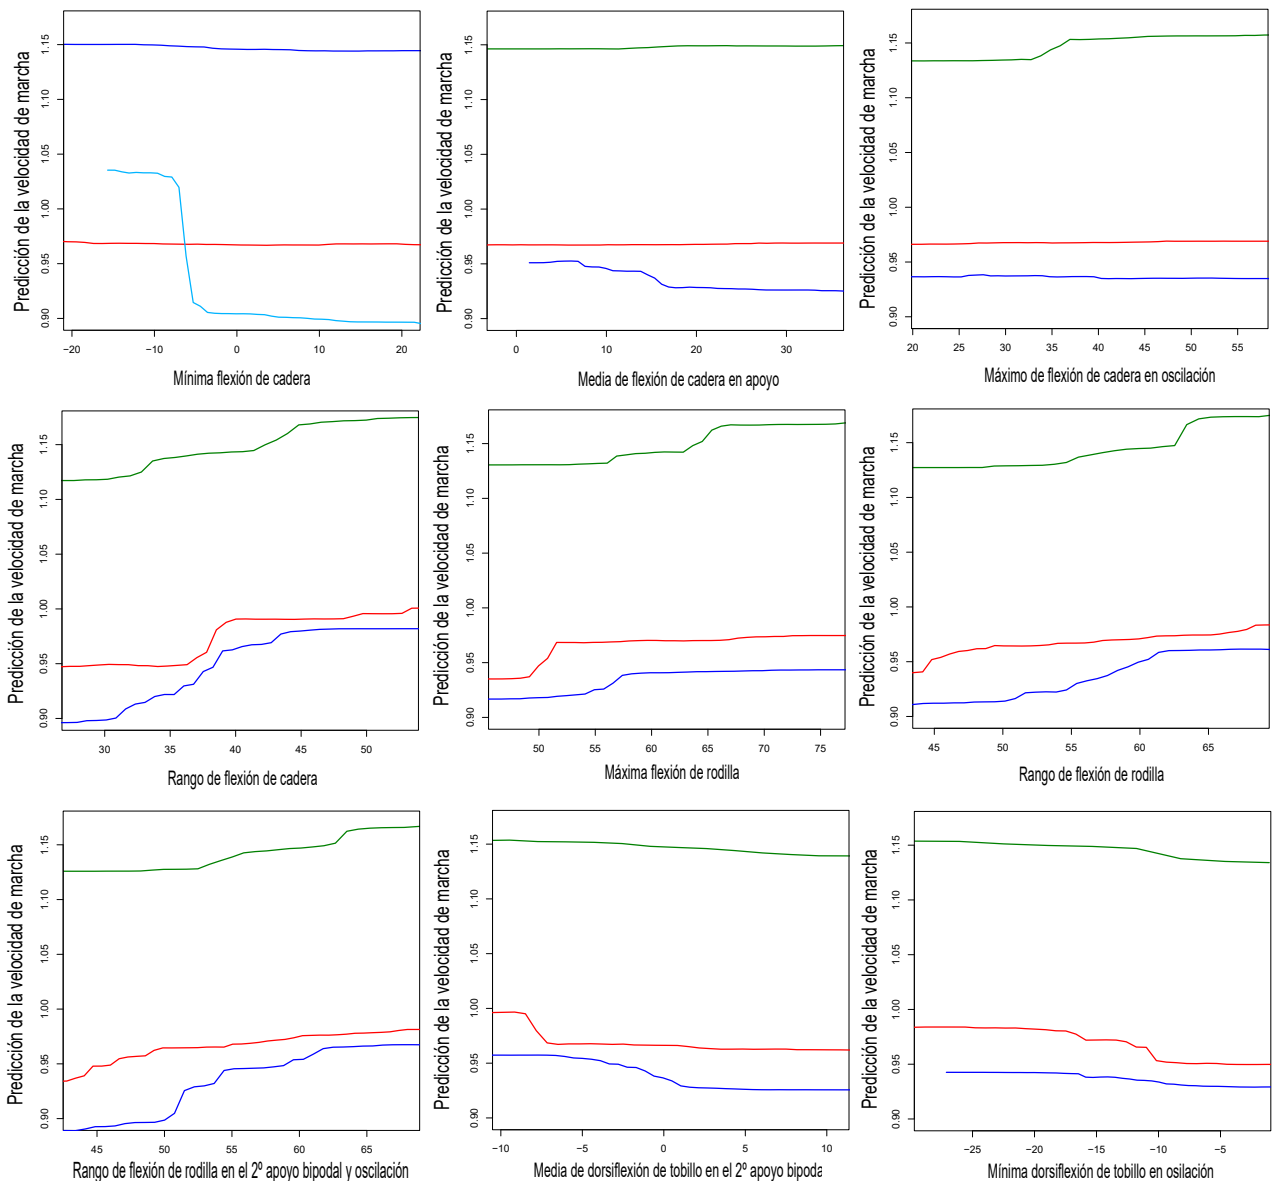 Predicción de la velocidad de marcha
1.15
1.10
1.05
1.00
0.95
0.90
−20 −10 0 10 20
Mínima flexión de cadera
Predicción de la velocidad de marcha
1.15
1.10
1.05
1.00
0.95
0.90
0 10 20 30
Media de flexión de cadera en apoyo
Predicción de la velocidad de marcha
1.15
1.10
1.05
1.00
0.95
0.90
20 25 30 35 40 45 50 55
Máximo de flexión de cadera en oscilación
Predicción de la velocidad de marcha
1.15
1.10
1.05
1.00
0.95
0.90
30 35 40 45 50
Rango de flexión de cadera
Predicción de la velocidad de marcha
1.15
1.10
1.05
1.00
0.95
0.90
50 55 60 65 70 75
Máxima flexión de rodilla
Predicción de la velocidad de marcha
1.15
1.10
1.05
1.00
0.95
0.90
45 50 55 60 65
Rango de flexión de rodilla
Predicción de la velocidad de marcha
1.15
1.10
1.05
1.00
0.95
0.90
45 50 55 60 65
Rango de flexión de rodilla en el 2º apoyo bipodal y oscilación
Predicción de la velocidad de marcha
1.15
1.10
1.05
1.00
0.95
0.90
−10 −5 0 5 10
Media de dorsiflexión de tobillo en el 2º apoyo bipoda
Predicción de la velocidad de marcha
1.15
1.10
1.05
1.00
0.95
0.90
−25 −20 −15 −10 −5
Mínima dorsiflexión de tobillo en osilación